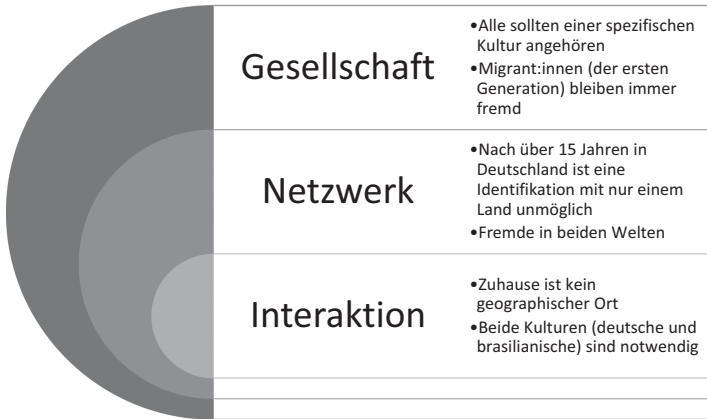 Gesellschaft
•Alle sollten einer spezifischen
Kultur angehören
•Migrant:innen (der ersten
Generation) bleiben immer
fremd
Netzwerk
•Nach über 15 Jahren in
Deutschland ist eine
Identifikation mit nur einem
Land unmöglich
•Fremde in beiden Welten
Interaktion
•Zuhause ist kein
geographischer Ort
•Beide Kulturen (deutsche und
brasilianische) sind notwendig